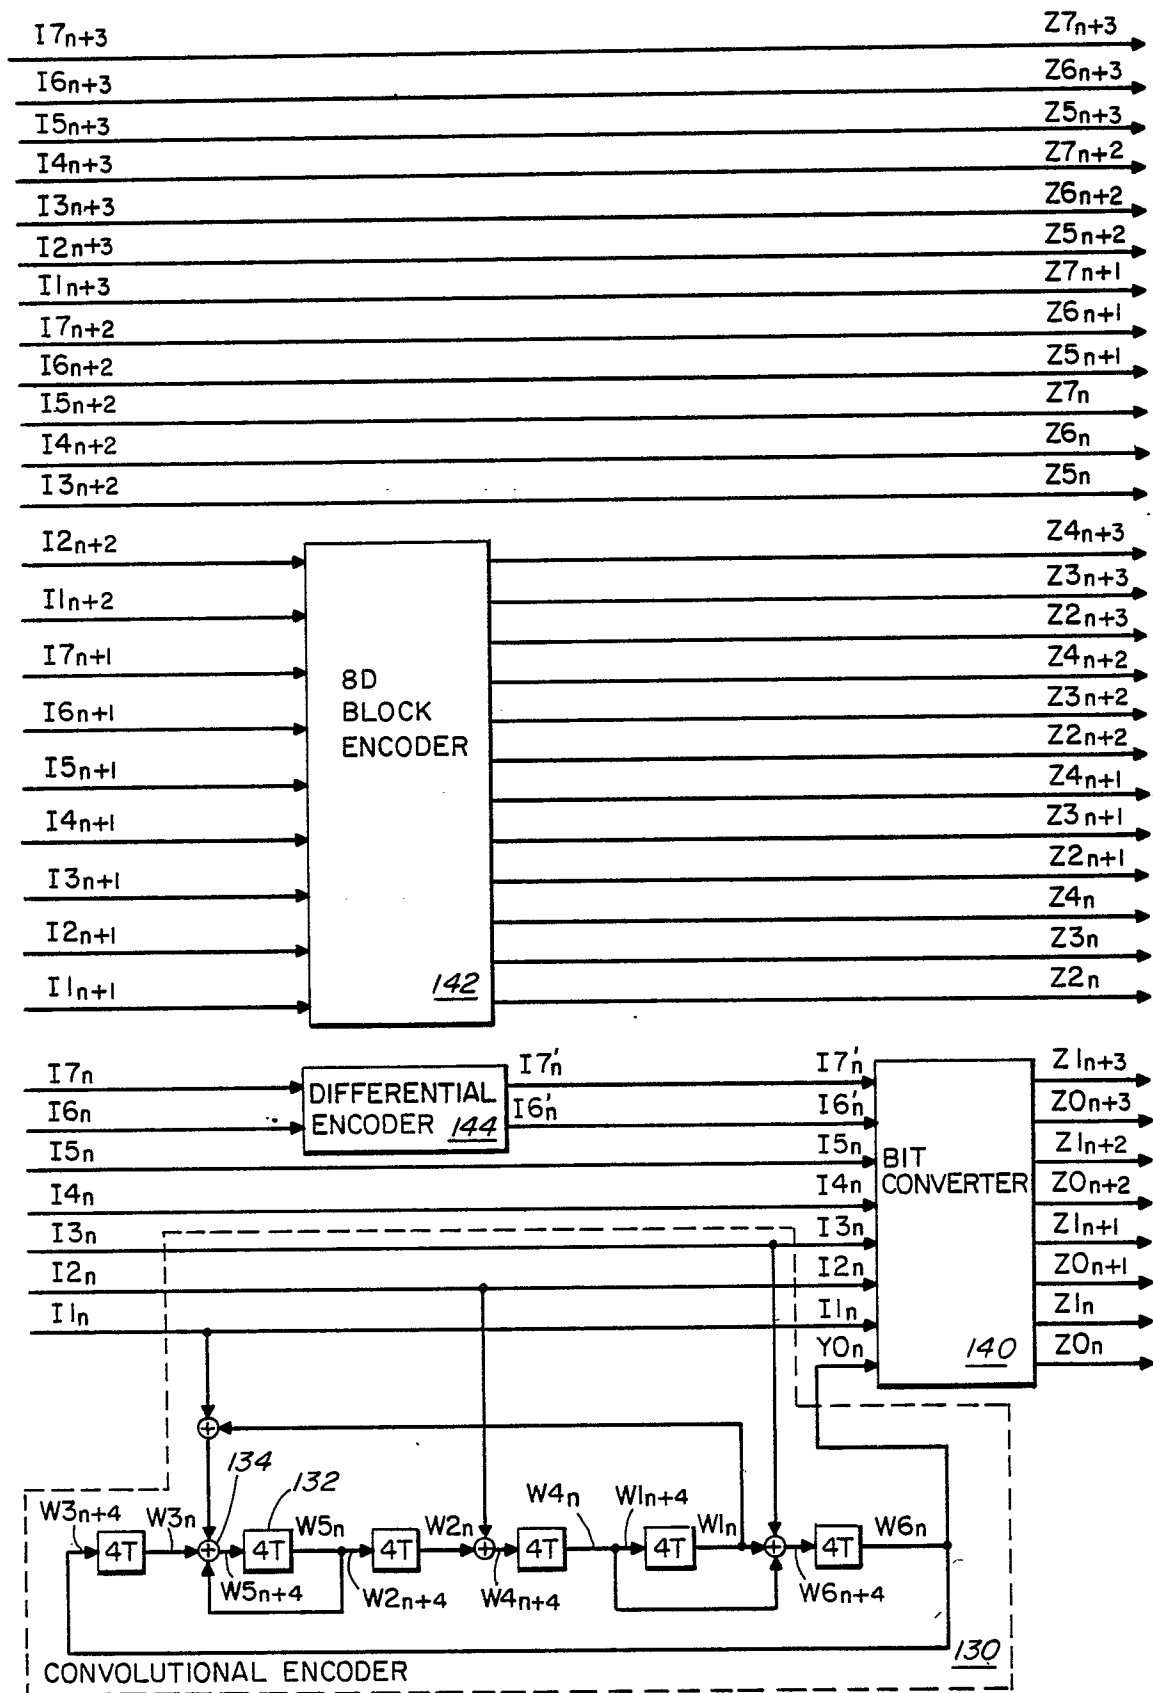 I7n+3 Z7n+3
I6n+3 Z6n+3
I5n+3 Z5n+3
I4n+3 Z7n+2
I3n+3 Z6n+2
I2n+3 Z5n+2
I1n+3 Z7n+1
I7n+2 Z6n+1
I6n+2 Z5n+1
I5n+2 Z7n
I4n+2 Z6n
I3n+2 Z5n
I2n+2 Z4n+3
I1n+2 Z3n+3
Z2n+3
I7n+1 Z4n+2
I6n+1 Z3n+2
Z2n+2
I5n+1 Z4n+1
I4n+1 Z3n+1
I3n+1 Z2n+1
I2n+1 Z4n
Z3n
I1n+1 Z2n
8D
BLOCK
ENCODER
142
I7n I7'n I7'n Z1n+3
I6n I6'n I6'n Z0n+3
DIFFERENTIAL
ENCODER 144
I5n I5n Z1n+2
I4n I4n Z0n+2
I3n I3n Z1n+1
I2n I2n Z0n+1
I1n I1n Z1n
Y0n Z0n
BIT
CONVERTER
140
+
134 132
W3n+4 W3n W5n W2n W4n W1n+4 W1n W6n
4T + 4T 4T + 4T 4T + 4T
W5n+4 W2n+4 W4n+4 W6n+4
130
CONVOLUTIONAL ENCODER